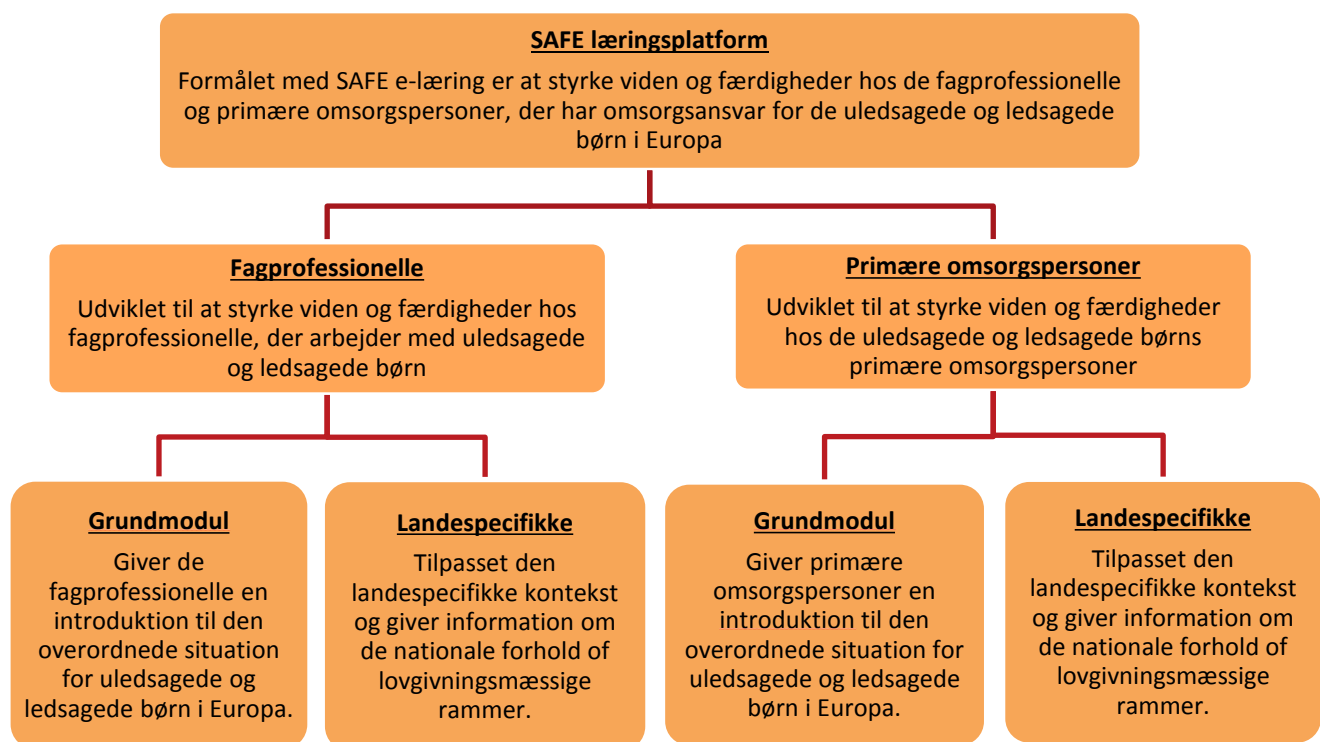 SAFE læringsplatform
Formålet med SAFE e-læring er at styrke viden og færdigheder hos de fagprofessionelle
og primære omsorgspersoner, der har omsorgsansvar for de uledsagede og ledsagede
børn i Europa
Fagprofessionelle
Udviklet til at styrke viden og færdigheder hos
fagprofessionelle, der arbejder med uledsagede
og ledsagede børn
Primære omsorgspersoner
Udviklet til at styrke viden og færdigheder
hos de uledsagede og ledsagede børns
primære omsorgspersoner
Grundmodul
Giver de
fagprofessionelle en
introduktion til den
overordnede situation
for uledsagede og
ledsagede børn i Europa.
Landespecifikke
Tilpasset den
landespecifikke kontekst
og giver information om
de nationale forhold of
lovgivningsmæssige
rammer.
Grundmodul
Giver primære
omsorgspersoner en
introduktion til den
overordnede situation for
uledsagede og ledsagede
børn i Europa.
Landespecifikke
Tilpasset den
landespecifikke kontekst
og giver information om
de nationale forhold of
lovgivningsmæssige
rammer.